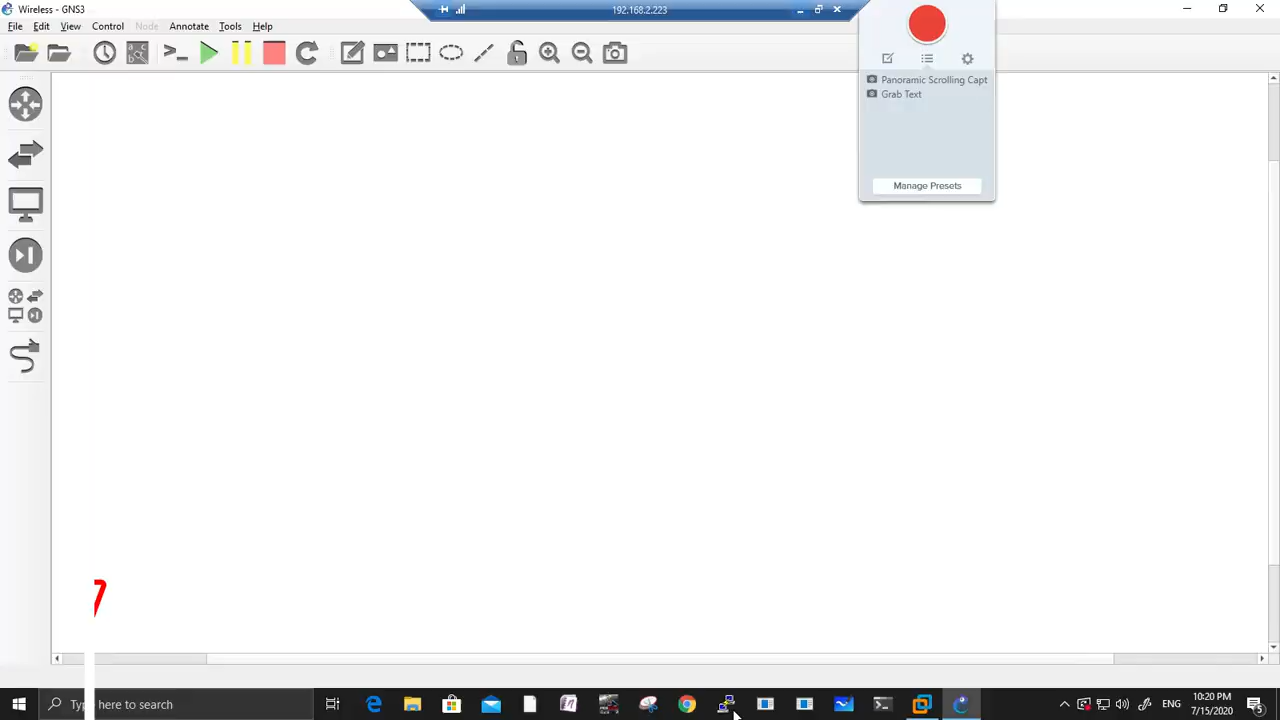 Wireless - GNS3
192.168.2.223
File Edit View Control Node Annotate Tools Help
Panoramic Scrolling Capt
Grab Text
Manage Presets
Type here to search
ENG
10:20 PM
7/15/2020